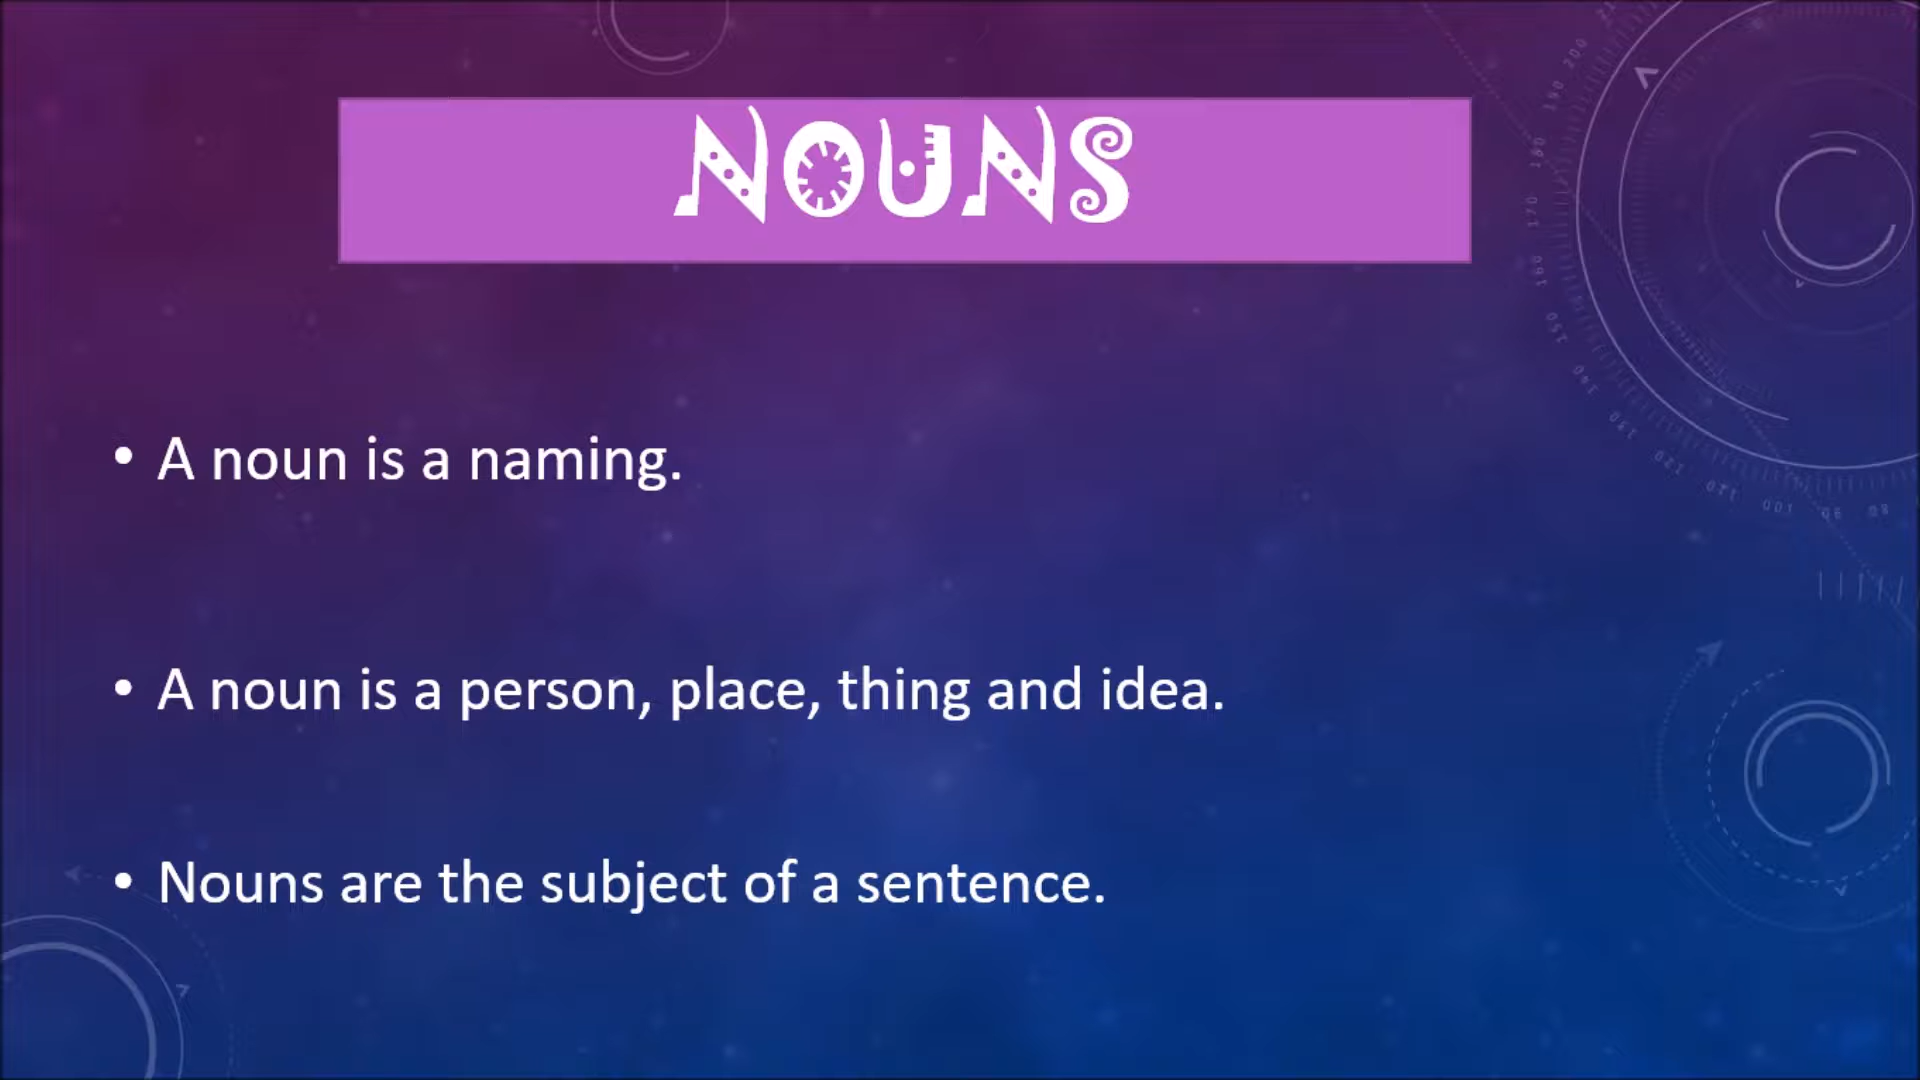 NOUNS
• A noun is a naming.
• A noun is a person, place, thing and idea.
• Nouns are the subject of a sentence.